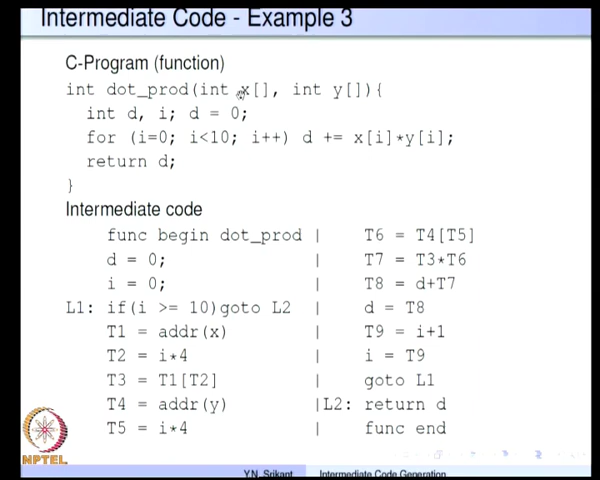 Intermediate Code - Example 3
C-Program (function)
int dot_prod(int x[], int y[]){
int d, i; d = 0;
for (i=0; i<10; i++) d += x[i]*y[i];
return d;
}
Intermediate code
func begin dot_prod | T6 = T4[T5]
d = 0; | T7 = T3*T6
i = 0; | T8 = d+T7
L1: if(i >= 10)goto L2 | d = T8
T1 = addr(x) | T9 = i+1
T2 = i*4 | i = T9
T3 = T1[T2] | goto L1
T4 = addr(y) |L2: return d
T5 = i*4 | func end
NPTEL
Y.N. Srikant Intermediate Code Generation